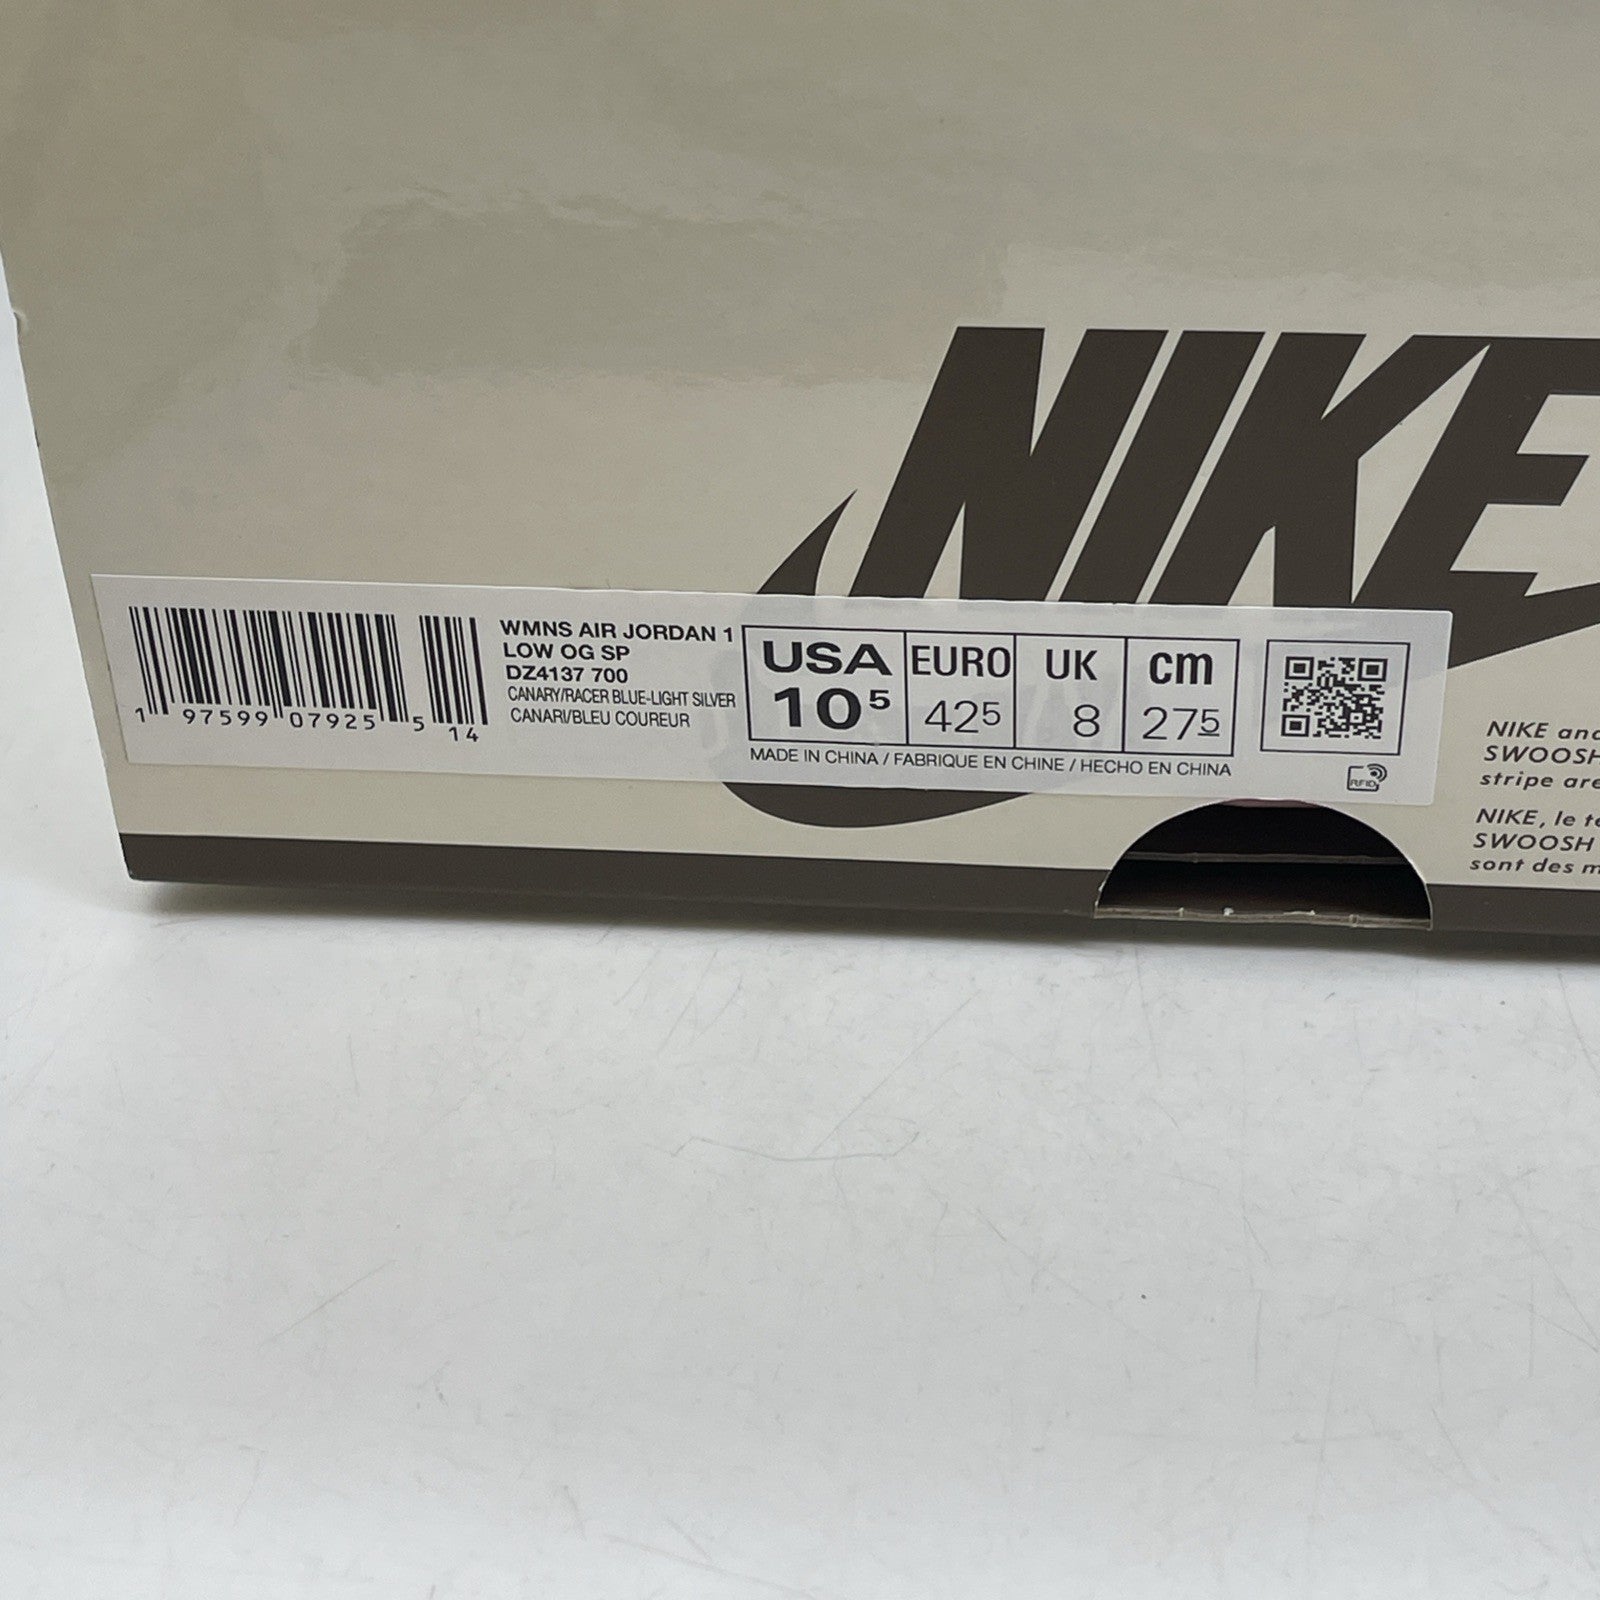 NIKE
WMNS AIR JORDAN 1
LOW OG SP
DZ4137 700
CANARY/RACER BLUE-LIGHT SILVER
CANARI/BLEU COUREUR
1 97599 07925 5 14
USA EURO UK cm
10⁵ 42⁵ 8 27⁵
MADE IN CHINA / FABRIQUE EN CHINE / HECHO EN CHINA
RFID
NIKE and
SWOOSH
stripe are
NIKE, le
SWOOSH
sont des